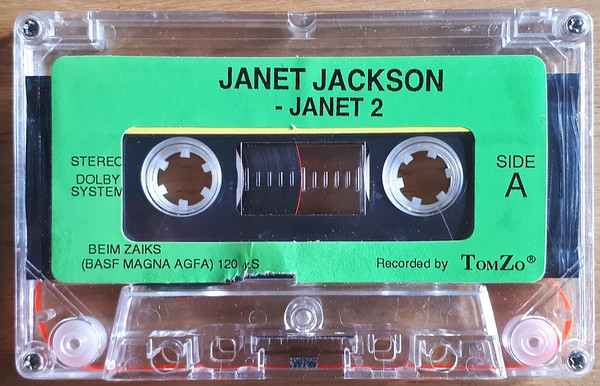 JANET JACKSON
- JANET 2
STEREO
DOLBY
SYSTEM
SIDE
A
BEIM ZAIKS
(BASF MAGNA AGFA) 120 µS
Recorded by TOMZO®